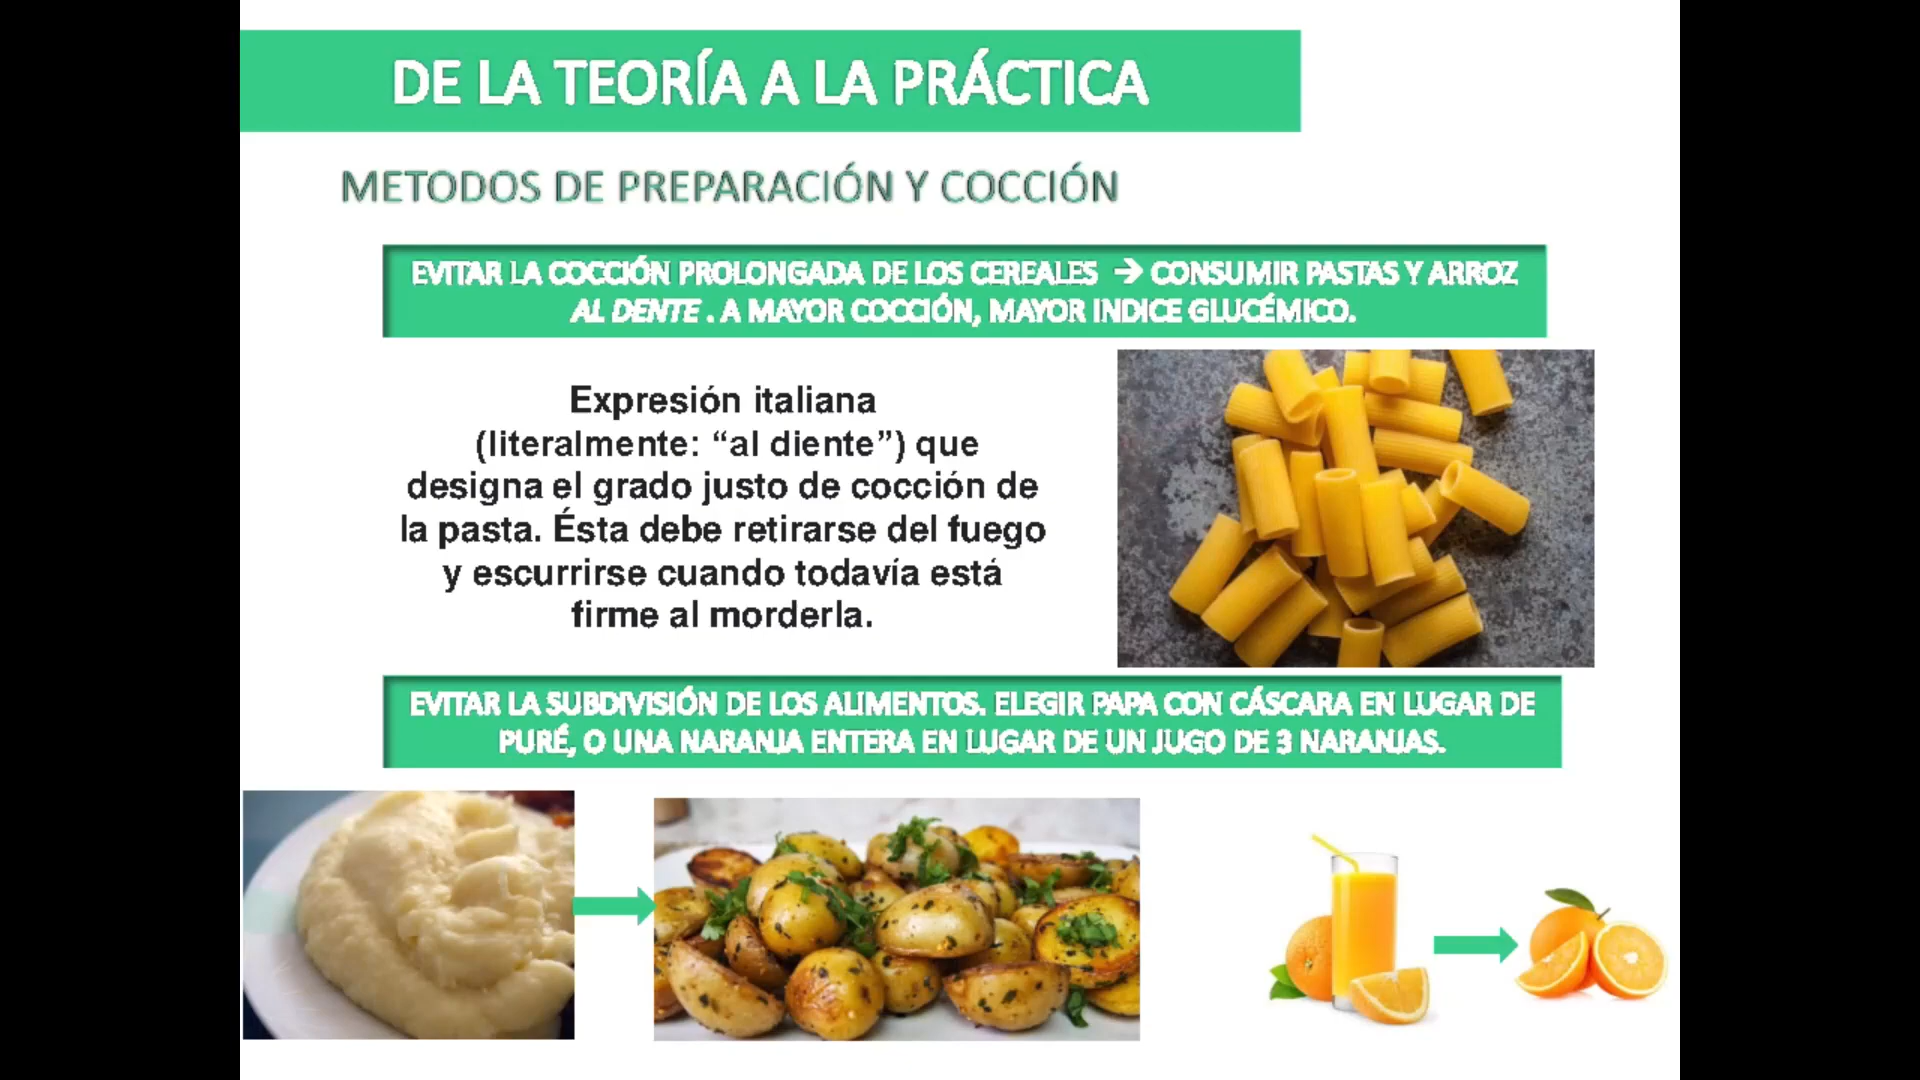 DE LA TEORÍA A LA PRÁCTICA
METODOS DE PREPARACIÓN Y COCCIÓN
EVITAR LA COCCIÓN PROLONGADA DE LOS CEREALES → CONSUMIR PASTAS Y ARROZ
AL DENTE . A MAYOR COCCIÓN, MAYOR INDICE GLUCÉMICO.
Expresión italiana
(literalmente: “al diente”) que
designa el grado justo de cocción de
la pasta. Ésta debe retirarse del fuego
y escurrirse cuando todavía está
firme al morderla.
EVITAR LA SUBDIVISIÓN DE LOS ALIMENTOS. ELEGIR PAPA CON CÁSCARA EN LUGAR DE
PURÉ, O UNA NARANJA ENTERA EN LUGAR DE UN JUGO DE 3 NARANJAS.